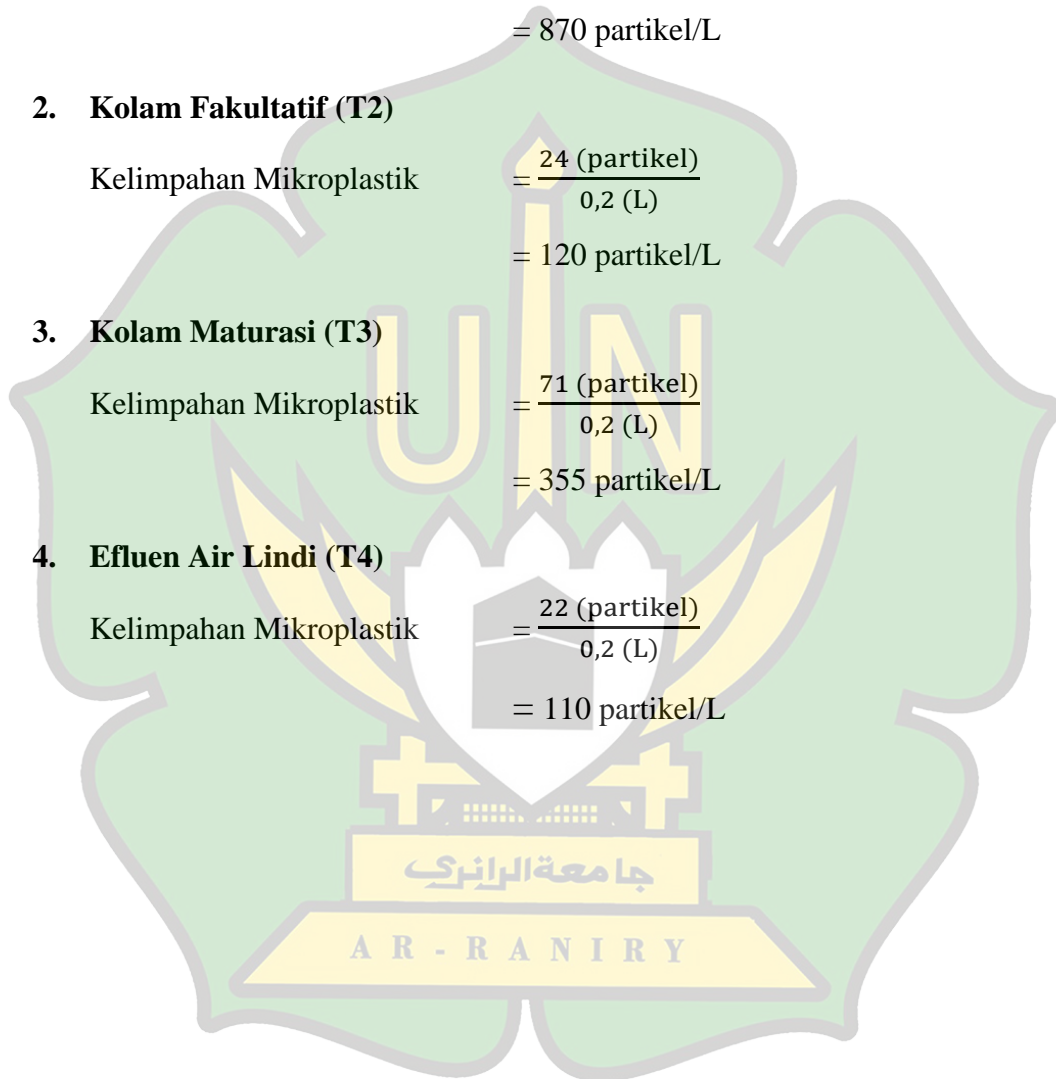 = 870 partikel/L
2. Kolam Fakultatif (T2)
Kelimpahan Mikroplastik = 24 (partikel) / 0,2 (L)
= 120 partikel/L
3. Kolam Maturasi (T3)
Kelimpahan Mikroplastik = 71 (partikel) / 0,2 (L)
= 355 partikel/L
4. Efluen Air Lindi (T4)
Kelimpahan Mikroplastik = 22 (partikel) / 0,2 (L)
= 110 partikel/L
UIN
جامعةالرانري
AR-RANIRY